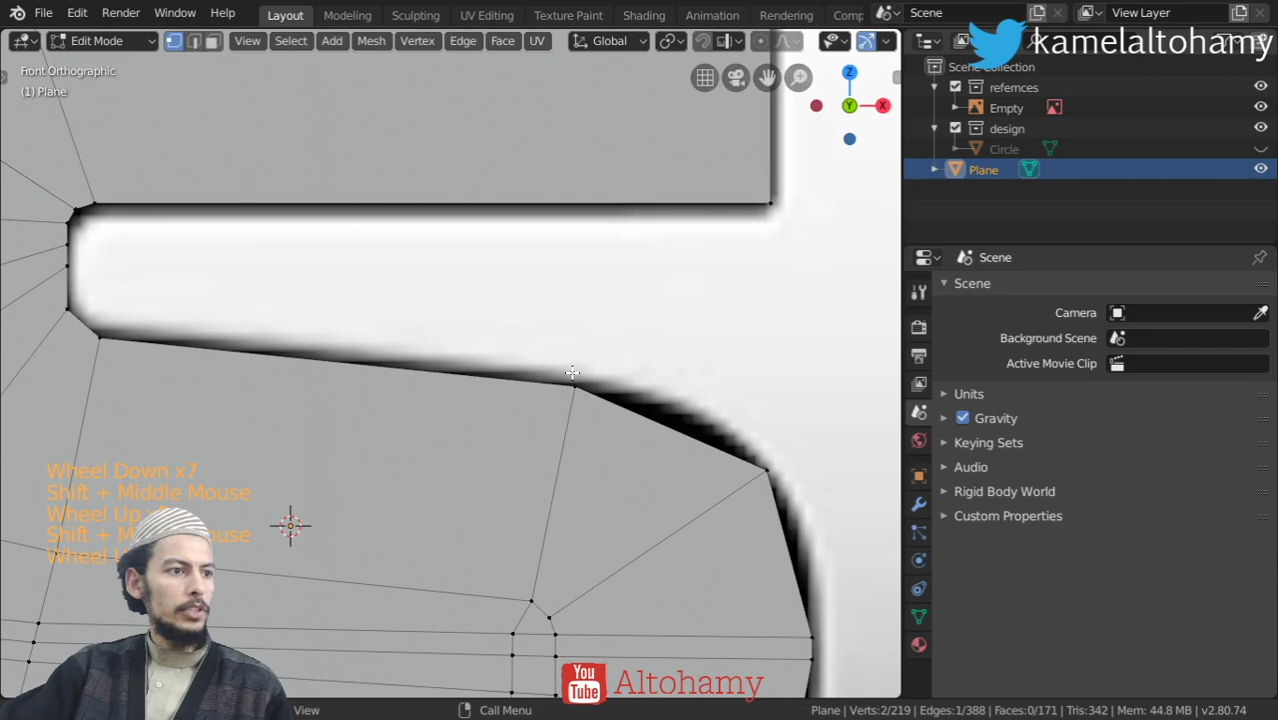 File Edit Render Window Help Layout Modeling Sculpting UV Editing Texture Paint Shading Animation Rendering Scene View Layer
kamelaltohamy
Edit Mode View Select Add Mesh Vertex Edge Face UV Global
Front Orthographic
(1) Plane
Z
Y
X
Scene Collection
refernces
Empty
design
Circle
Plane
Scene
Scene
Camera
Background Scene
Active Movie Clip
Units
Gravity
Keying Sets
Audio
Rigid Body World
Custom Properties
Wheel Down x7
Shift + Middle Mouse
You
Tube
Altohamy
View Call Menu Plane | Verts:2/219 | Edges:1/388 | Faces:0/171 | Tris:342 | Mem: 44.8 MB | v2.80.74